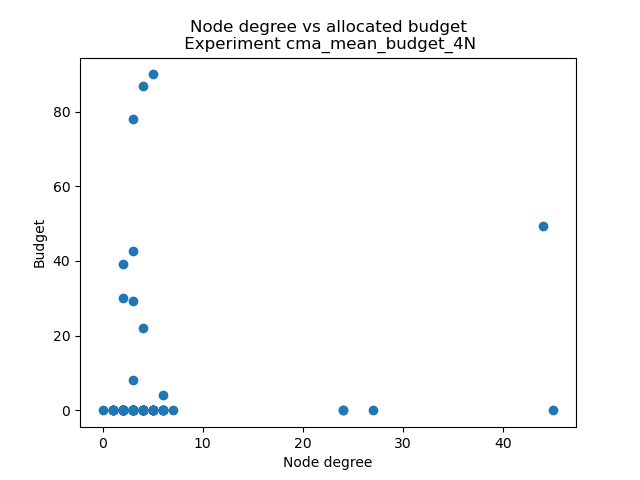 Node degree vs allocated budget
Experiment cma_mean_budget_4N
80
60
40
20
0
Budget
0 10 20 30 40
Node degree